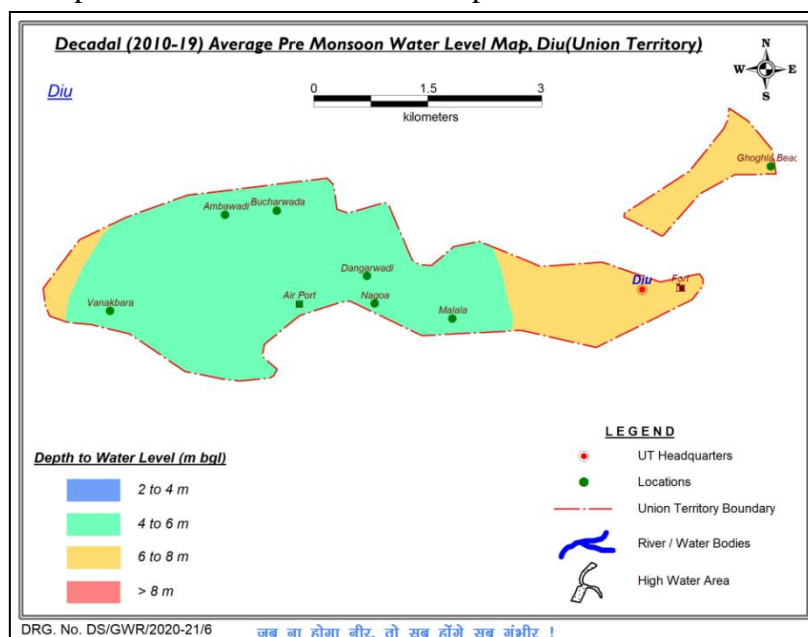 Decadal (2010-19) Average Pre Monsoon Water Level Map, Diu(Union Territory)
N
W E
S
Diu
0 1.5 3
kilometers
Ghoghla Beac
Ambawadi
Bucharwada
Dangarwadi
Diu
Fort
Vanakbara
Air Port
Nagoa
Malala
LEGEND
UT Headquarters
Locations
Union Territory Boundary
River / Water Bodies
High Water Area
Depth to Water Level (m bgl)
2 to 4 m
4 to 6 m
6 to 8 m
> 8 m
DRG. No. DS/GWR/2020-21/6
जब ना होगा नीर, तो सब होंगे सब गंभीर !